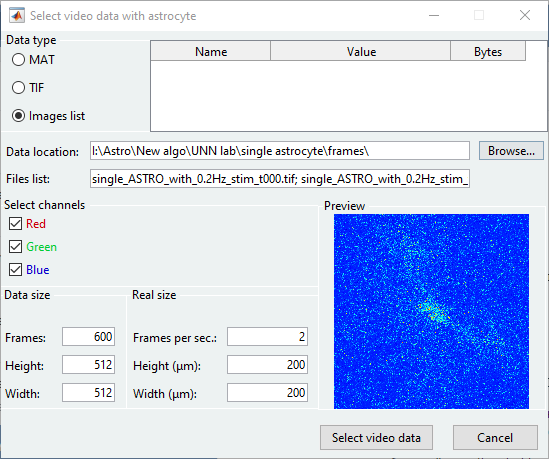 Select video data with astrocyte
Data type
MAT
TIF
Images list
Name Value Bytes
Data location: I:\Astro\New algo\UNN lab\single astrocyte\frames\ Browse...
Files list: single_ASTRO_with_0.2Hz_stim_t000.tif; single_ASTRO_with_0.2Hz_stim_
Select channels
Red
Green
Blue
Preview
Data size
Frames: 600
Height: 512
Width: 512
Real size
Frames per sec.: 2
Height (μm): 200
Width (μm): 200
Select video data Cancel